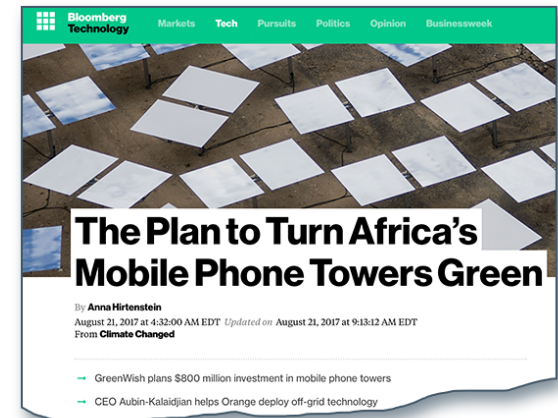 Bloomberg
Technology
Markets Tech Pursuits Politics Opinion Businessweek
The Plan to Turn Africa's
Mobile Phone Towers Green
By Anna Hirtenstein
August 21, 2017 at 4:32:00 AM EDT Updated on August 21, 2017 at 9:13:12 AM EDT
From Climate Changed
→ GreenWish plans $800 million investment in mobile phone towers
→ CEO Aubin-Kalaidjian helps Orange deploy off-grid technology